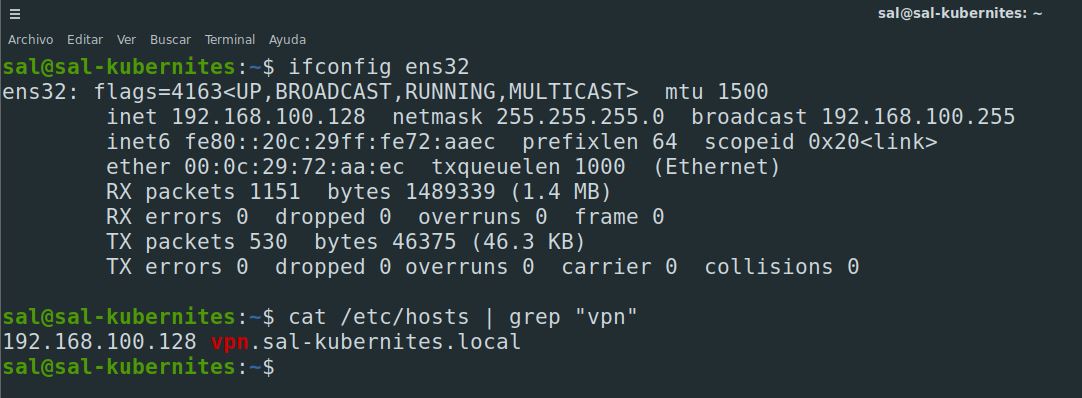 sal@sal-kubernites: ~
Archivo Editar Ver Buscar Terminal Ayuda
sal@sal-kubernites:~$ ifconfig ens32
ens32: flags=4163<UP,BROADCAST,RUNNING,MULTICAST>  mtu 1500
        inet 192.168.100.128  netmask 255.255.255.0  broadcast 192.168.100.255
        inet6 fe80::20c:29ff:fe72:aaec  prefixlen 64  scopeid 0x20<link>
        ether 00:0c:29:72:aa:ec  txqueuelen 1000  (Ethernet)
        RX packets 1151  bytes 1489339 (1.4 MB)
        RX errors 0  dropped 0  overruns 0  frame 0
        TX packets 530  bytes 46375 (46.3 KB)
        TX errors 0  dropped 0 overruns 0  carrier 0  collisions 0
sal@sal-kubernites:~$ cat /etc/hosts | grep "vpn"
192.168.100.128 vpn.sal-kubernites.local
sal@sal-kubernites:~$